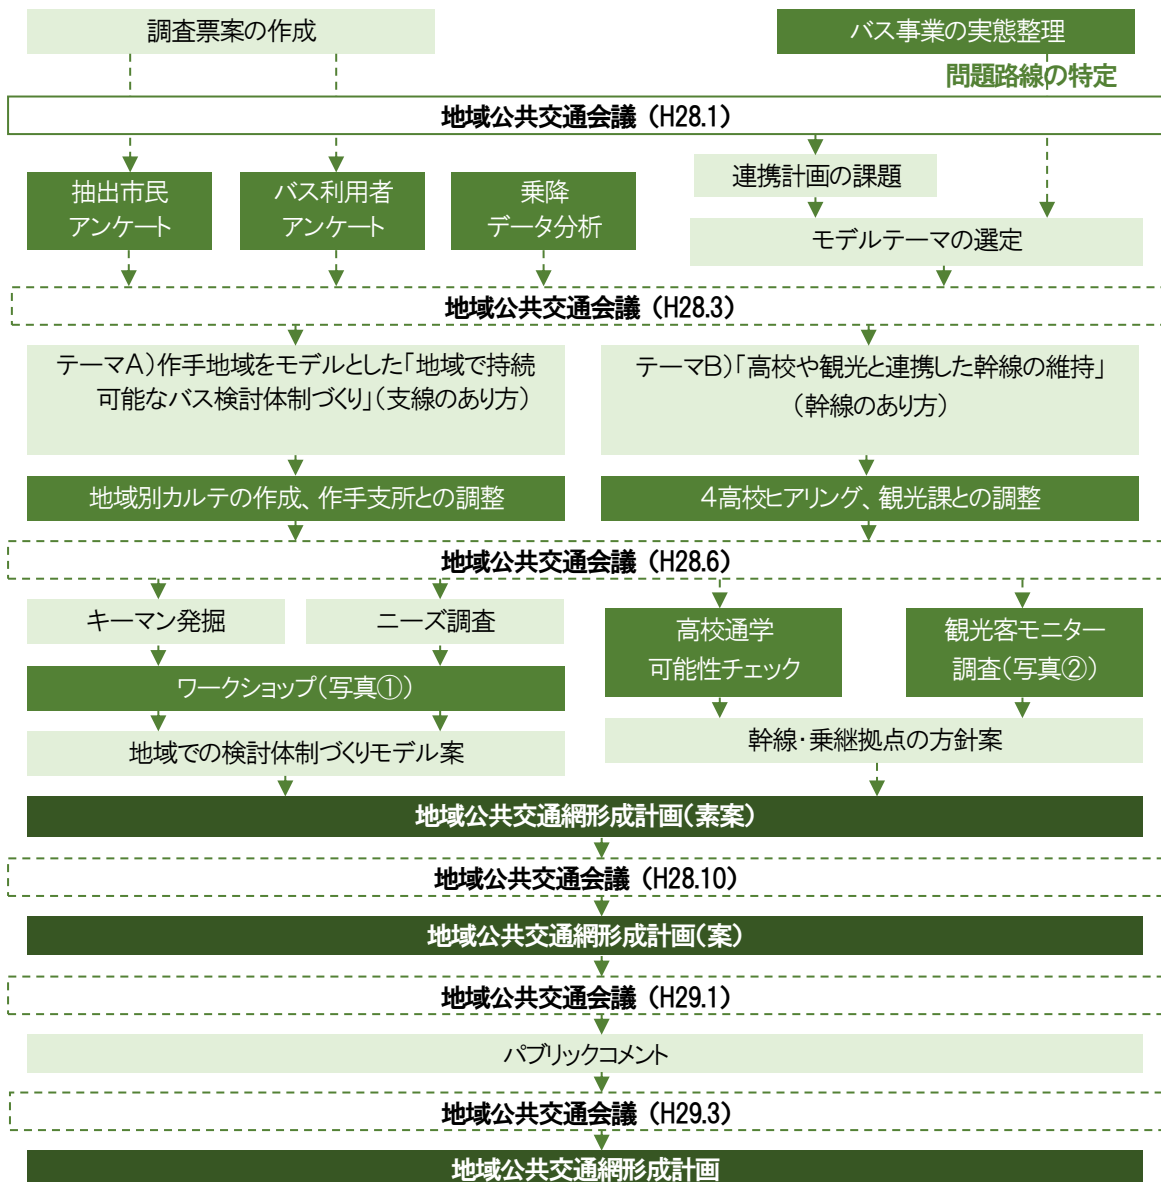 調査票案の作成
バス事業の実態整理
問題路線の特定
地域公共交通会議（H28.1）
連携計画の課題
抽出市民
アンケート
バス利用者
アンケート
乗降
データ分析
モデルテーマの選定
地域公共交通会議（H28.3）
テーマA）作手地域をモデルとした「地域で持続
可能なバス検討体制づくり」（支線のあり方）
テーマB）「高校や観光と連携した幹線の維持」
（幹線のあり方）
地域別カルテの作成、作手支所との調整
４高校ヒアリング、観光課との調整
地域公共交通会議（H28.6）
キーマン発掘
ニーズ調査
高校通学
可能性チェック
観光客モニター
調査（写真②）
ワークショップ（写真①）
地域での検討体制づくりモデル案
幹線・乗継拠点の方針案
地域公共交通網形成計画（素案）
地域公共交通会議（H28.10）
地域公共交通網形成計画（案）
地域公共交通会議（H29.1）
パブリックコメント
地域公共交通会議（H29.3）
地域公共交通網形成計画